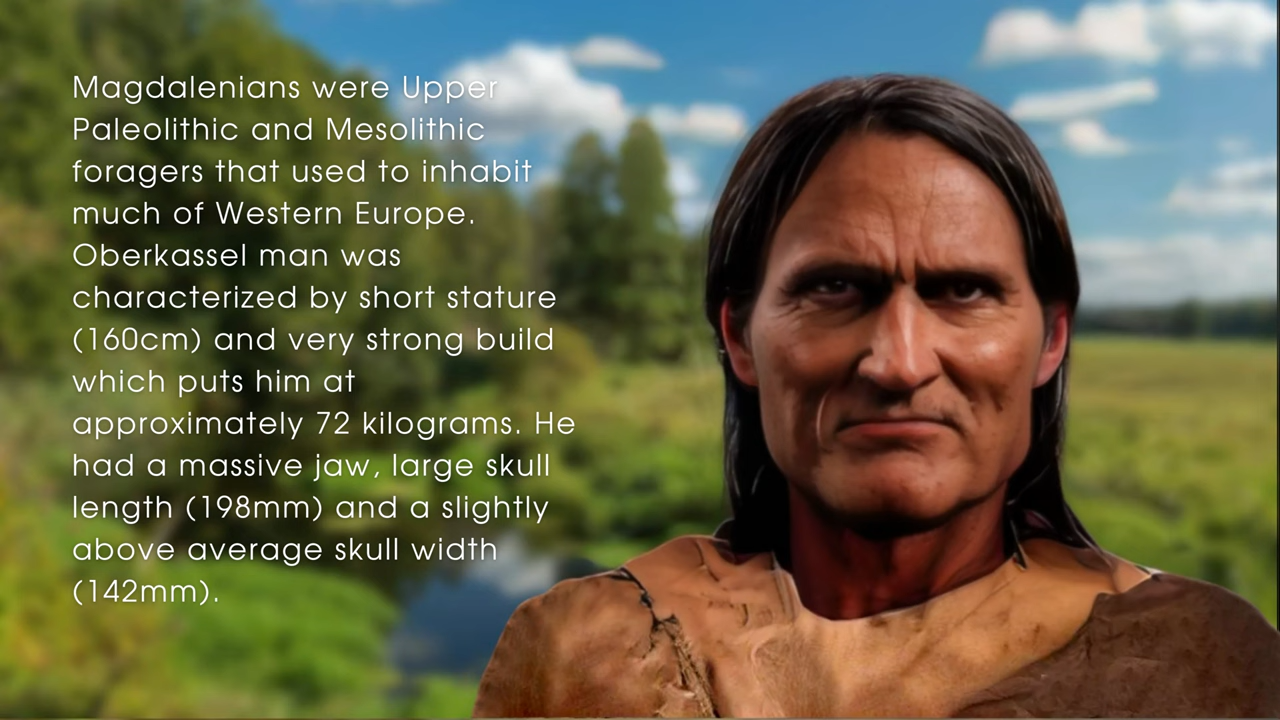 Magdalenians were Upper
Paleolithic and Mesolithic
foragers that used to inhabit
much of Western Europe.
Oberkassel man was
characterized by short stature
(160cm) and very strong build
which puts him at
approximately 72 kilograms. He
had a massive jaw, large skull
length (198mm) and a slightly
above average skull width
(142mm).